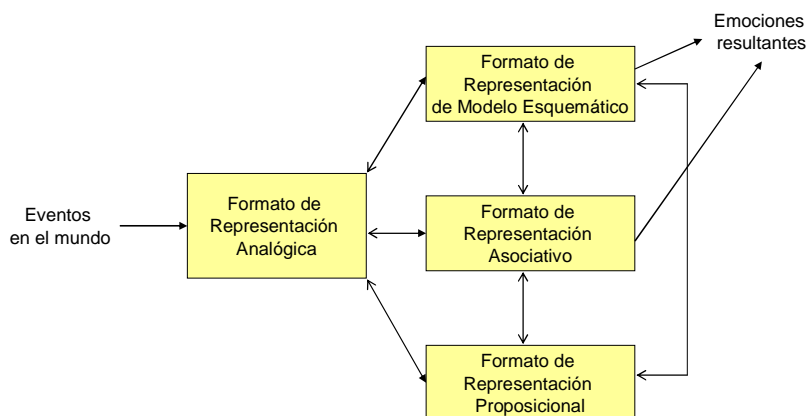 Emociones
resultantes
Formato de
Representación
de Modelo Esquemático
Eventos
en el mundo
Formato de
Representación
Analógica
Formato de
Representación
Asociativo
Formato de
Representación
Proposicional